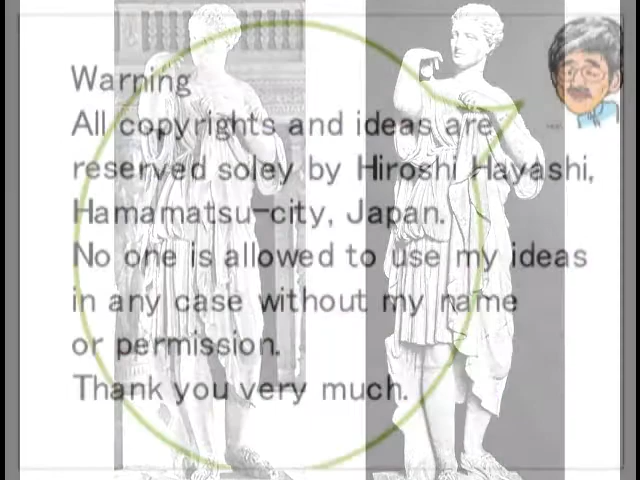 Warning
All copyrights and ideas are
reserved soley by Hiroshi Hayashi,
Hamamatsu-city, Japan.
No one is allowed to use my ideas
in any case without my name
or permission.
Thank you very much.